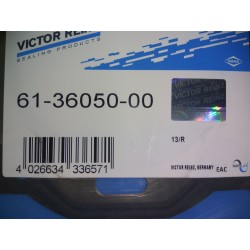 VICTOR REINZ
SEALING PRODUCTS
61-36050-00
13/R
4 026634 336571
VICTOR REINZ, GERMANY
EAC